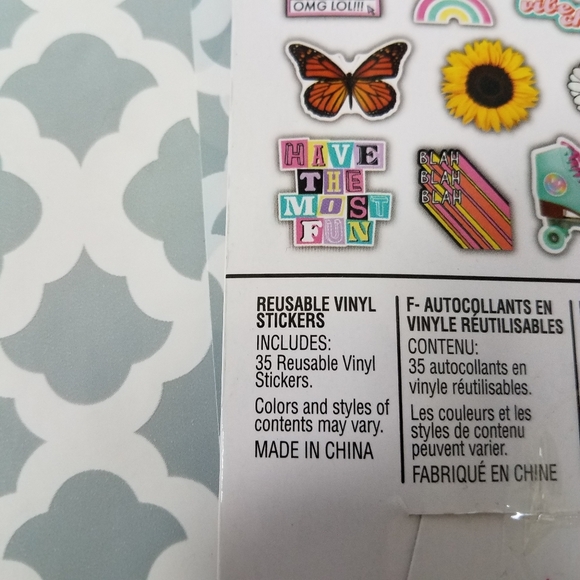 OMG LOL!!!
HAVE
THE
MOST
FUN
BLAH
BLAH
BLAH
REUSABLE VINYL
STICKERS
INCLUDES:
35 Reusable Vinyl
Stickers.
Colors and styles of
contents may vary.
MADE IN CHINA
F- AUTOCOLLANTS EN
VINYLE RÉUTILISABLES
CONTENU:
35 autocollants en
vinyle réutilisables.
Les couleurs et les
styles de contenu
peuvent varier.
FABRIQUÉ EN CHINE